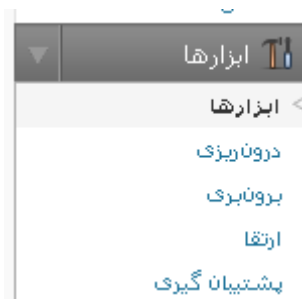 ابزارها
ابزارها
درون‌ریزی
برون‌بری
ارتقا
پشتیبان گیری